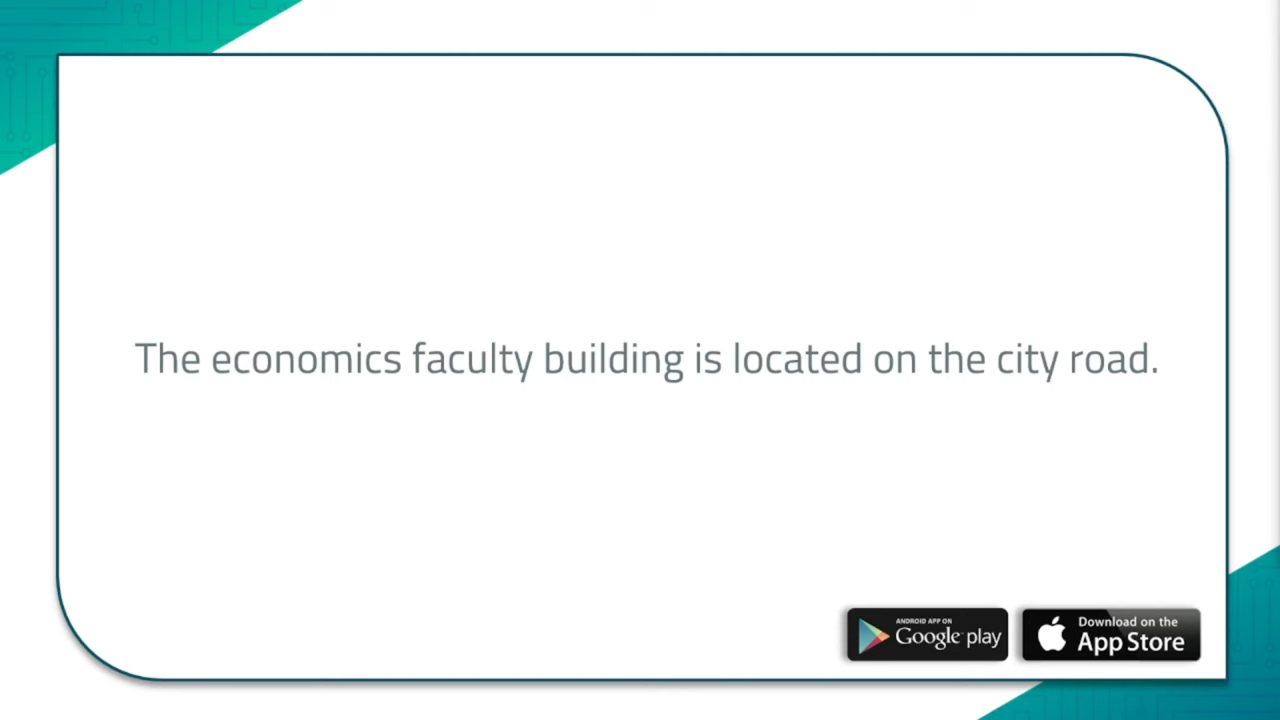 The economics faculty building is located on the city road.
ANDROID APP ON
Google play
Download on the
App Store